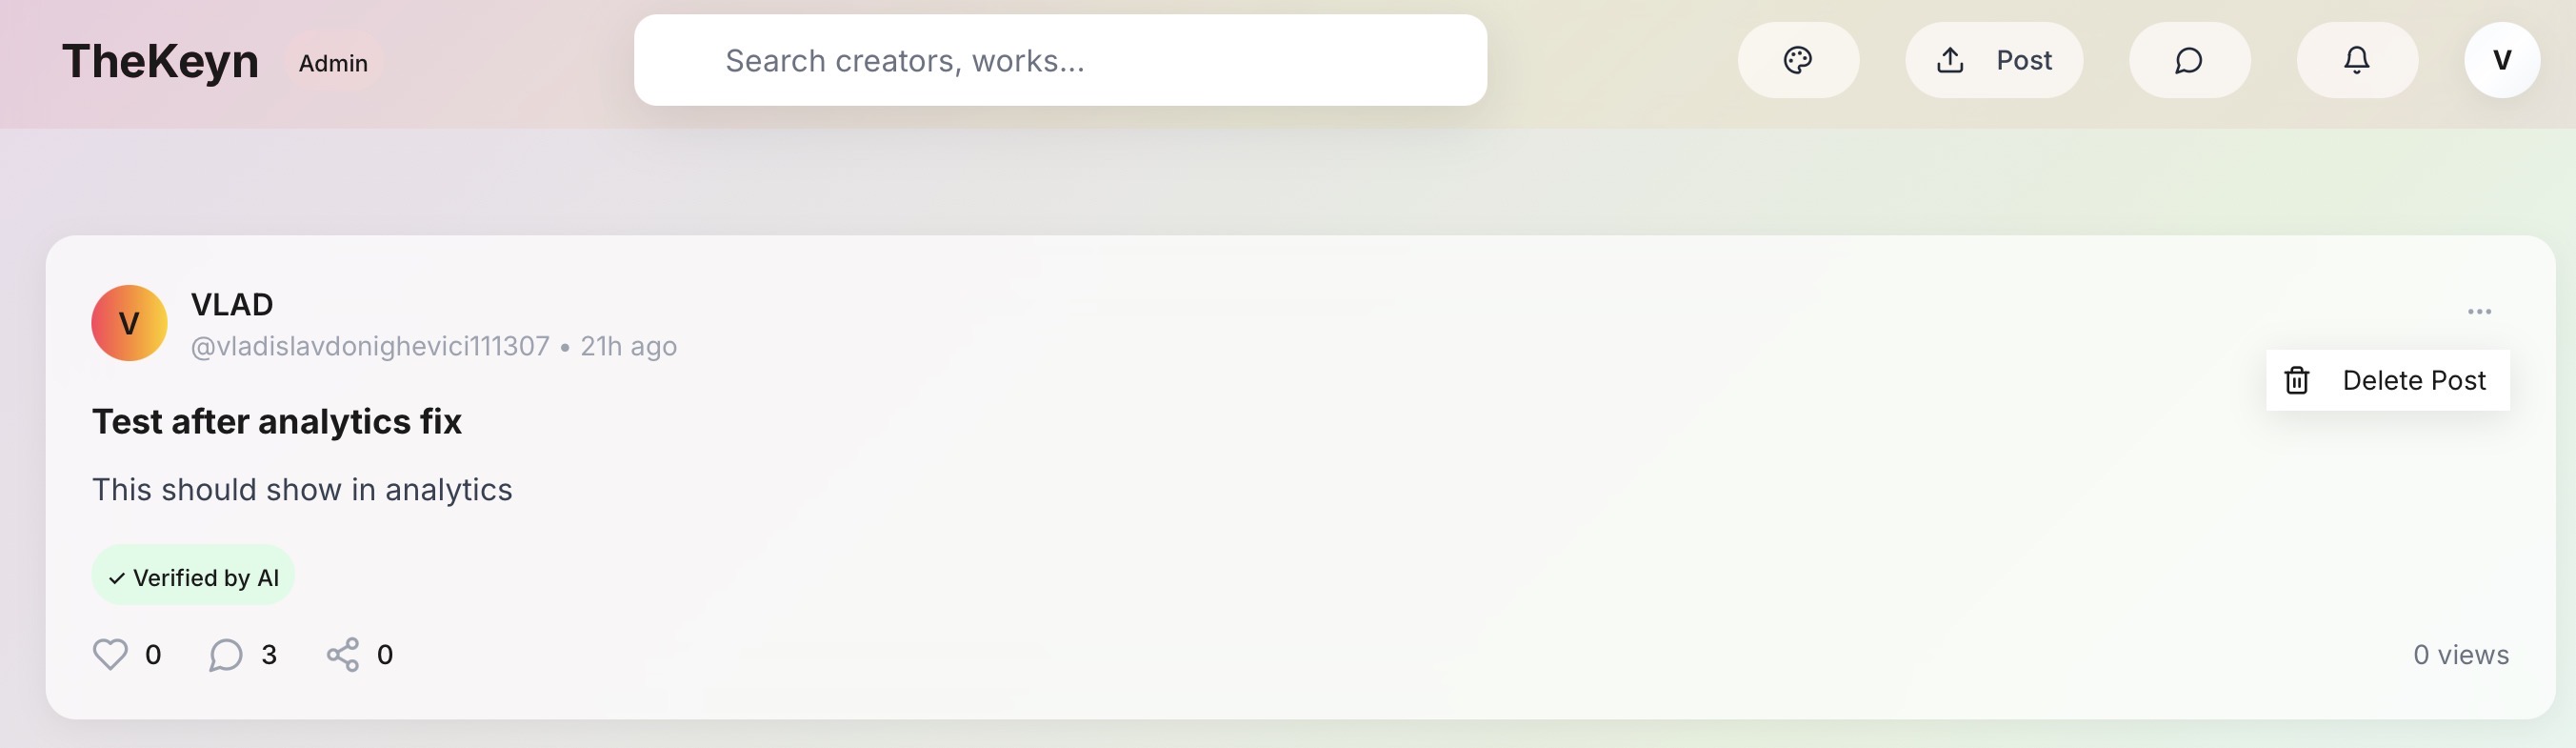 TheKeyn Admin Search creators, works... Post V
V VLAD
@vladislavdonighevici111307 • 21h ago
Delete Post
Test after analytics fix
This should show in analytics
✓ Verified by AI
0 3 0 0 views